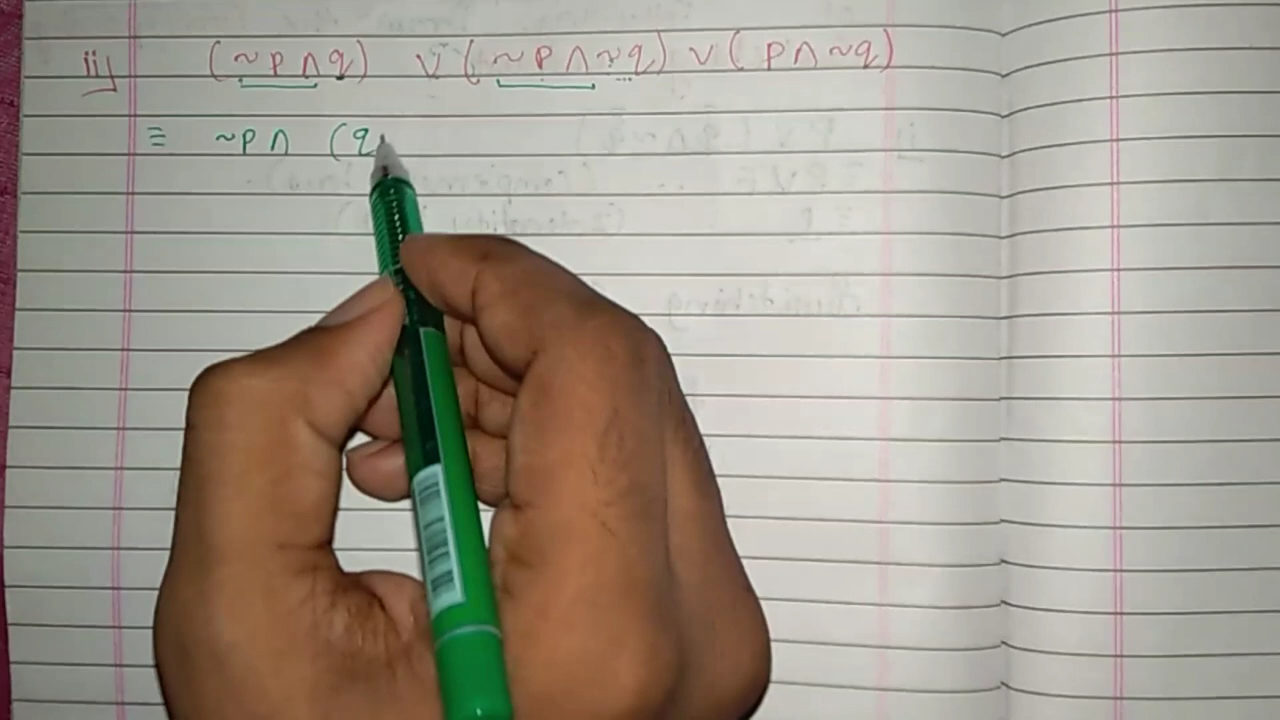 ii) (~p∧q) ∨ (~p∧~q) ∨ (p∧~q)
≡ ~p∧ (q